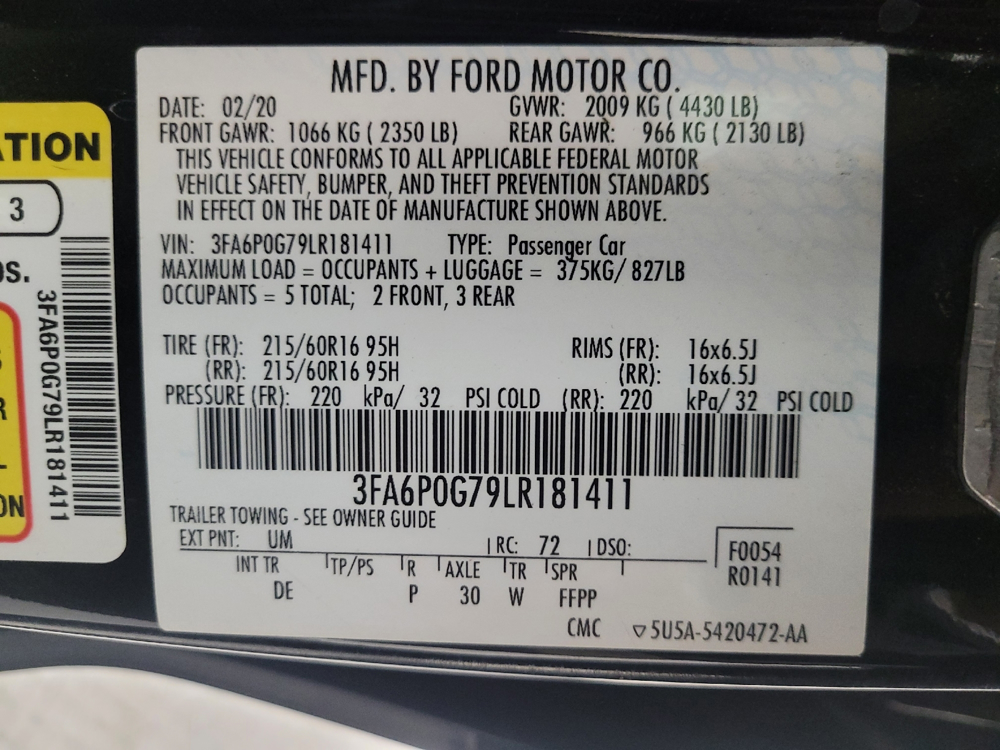 MFD. BY FORD MOTOR CO.
DATE: 02/20 GVWR: 2009 KG ( 4430 LB)
FRONT GAWR: 1066 KG ( 2350 LB) REAR GAWR: 966 KG ( 2130 LB)
THIS VEHICLE CONFORMS TO ALL APPLICABLE FEDERAL MOTOR
VEHICLE SAFETY, BUMPER, AND THEFT PREVENTION STANDARDS
IN EFFECT ON THE DATE OF MANUFACTURE SHOWN ABOVE.
VIN: 3FA6P0G79LR181411 TYPE: Passenger Car
MAXIMUM LOAD = OCCUPANTS + LUGGAGE = 375KG/ 827LB
OCCUPANTS = 5 TOTAL; 2 FRONT, 3 REAR
TIRE (FR): 215/60R16 95H RIMS (FR): 16x6.5J
(RR): 215/60R16 95H (RR): 16x6.5J
PRESSURE (FR): 220 kPa/ 32 PSI COLD (RR): 220 kPa/ 32 PSI COLD
3FA6P0G79LR181411
TRAILER TOWING - SEE OWNER GUIDE
EXT PNT: UM RC: 72 DSO: F0054
INT TR TP/PS R AXLE TR SPR R0141
DE P 30 W FFPP
CMC ▽5U5A-5420472-AA
ATION
3
3FA6P0G79LR181411
ON